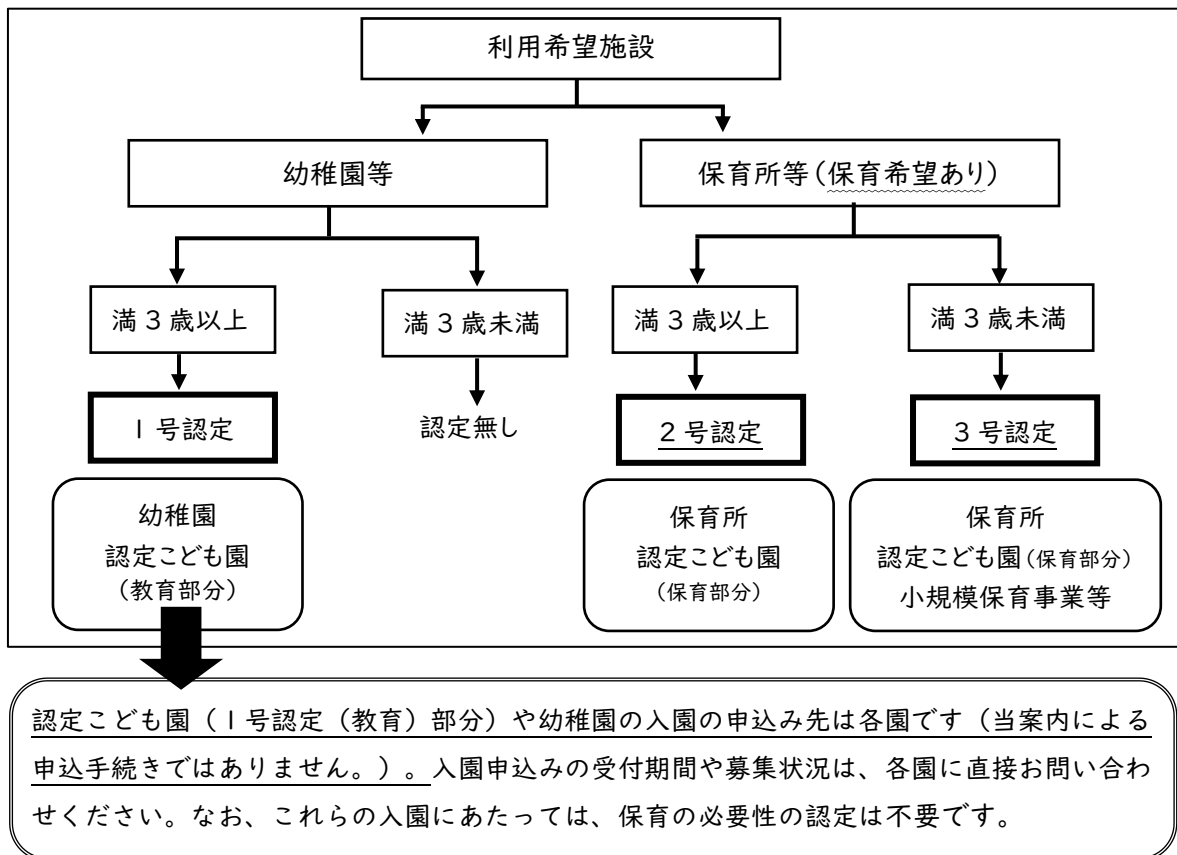 利用希望施設
幼稚園等
保育所等（保育希望あり）
満３歳以上
満３歳未満
満３歳以上
満３歳未満
１号認定
認定無し
２号認定
３号認定
幼稚園
認定こども園
（教育部分）
保育所
認定こども園
（保育部分）
保育所
認定こども園（保育部分）
小規模保育事業等
認定こども園（１号認定（教育）部分）や幼稚園の入園の申込み先は各園です（当案内による
申込手続きではありません。）。入園申込みの受付期間や募集状況は、各園に直接お問い合わ
せください。なお、これらの入園にあたっては、保育の必要性の認定は不要です。